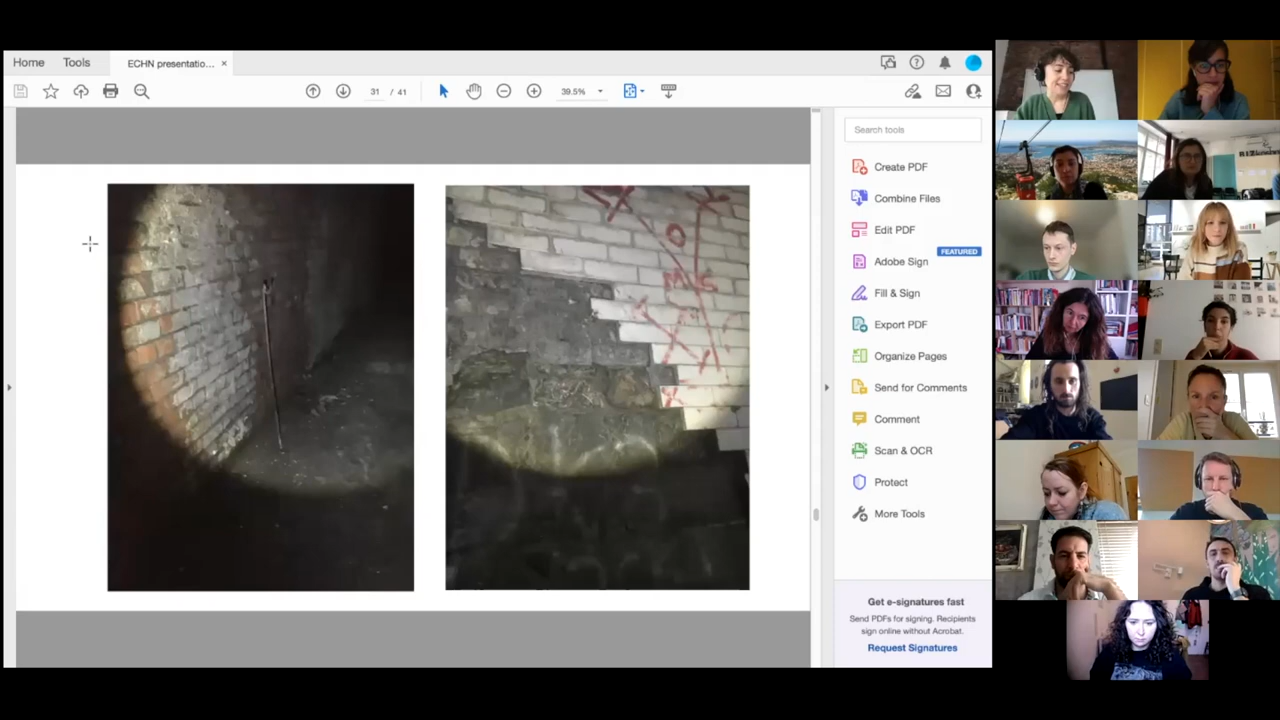 Home
Tools
ECHN presentatio...
31 / 41
39.5%
Search tools
Create PDF
Combine Files
Edit PDF
FEATURED
Adobe Sign
Fill & Sign
Export PDF
Organize Pages
Send for Comments
Comment
Scan & OCR
Protect
More Tools
Get e-signatures fast
Send PDFs for signing. Recipients
sign online without Acrobat.
Request Signatures